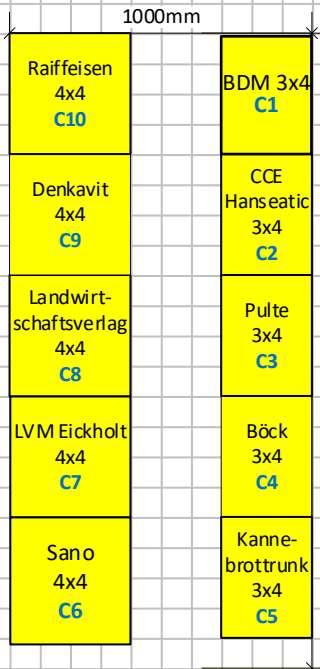 1000mm
Raiffeisen
4x4
C10
Denkavit
4x4
C9
Landwirt-
schaftsverlag
4x4
C8
LVM Eickholt
4x4
C7
Sano
4x4
C6
BDM 3x4
C1
CCE
Hanseatic
3x4
C2
Pulte
3x4
C3
Böck
3x4
C4
Kanne-
brottrunk
3x4
C5